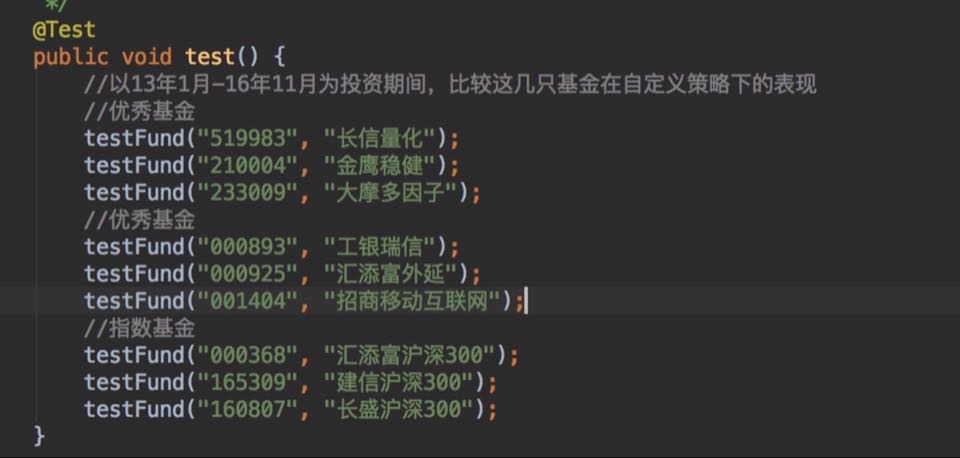 */
@Test
public void test() {
//以13年1月-16年11月为投资期间，比较这几只基金在自定义策略下的表现
//优秀基金
testFund("519983", "长信量化");
testFund("210004", "金鹰稳健");
testFund("233009", "大摩多因子");
//优秀基金
testFund("000893", "工银瑞信");
testFund("000925", "汇添富外延");
testFund("001404", "招商移动互联网");
//指数基金
testFund("000368", "汇添富沪深300");
testFund("165309", "建信沪深300");
testFund("160807", "长盛沪深300");
}